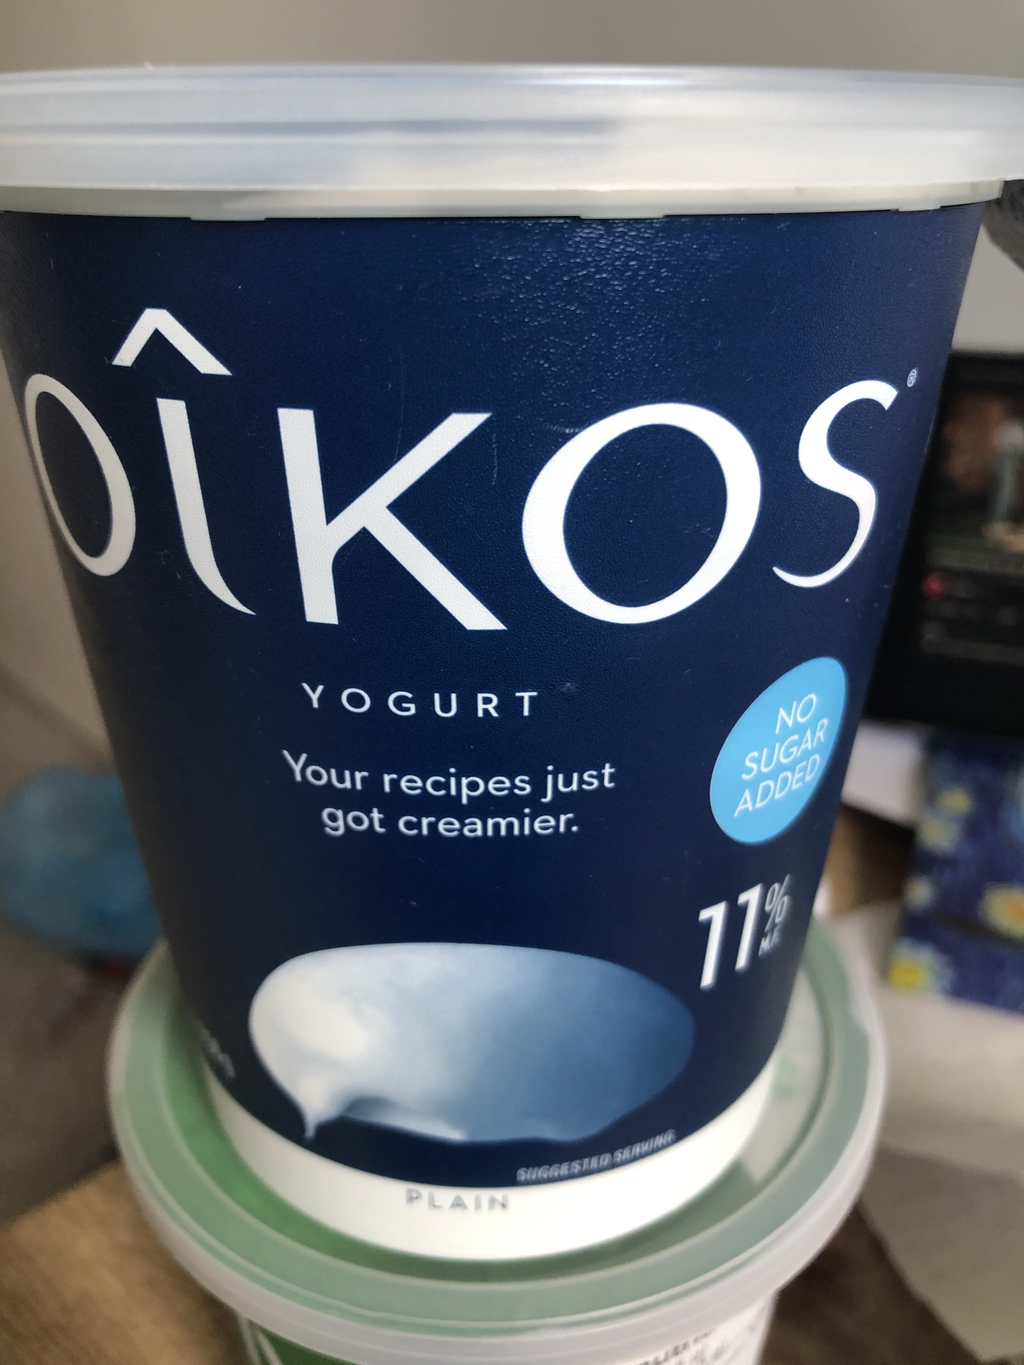 OÎKOS®
YOGURT
Your recipes just
got creamier.
NO
SUGAR
ADDED
11%
M.F.
SUGGESTED SERVING
PLAIN